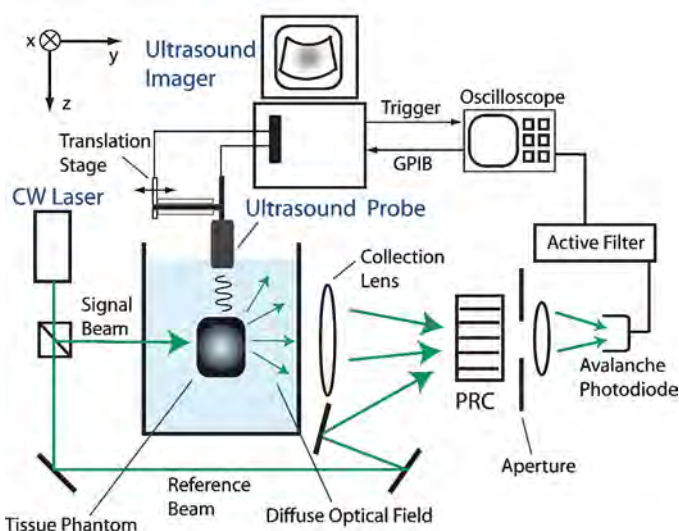 x
y
z
Ultrasound
Imager
Trigger
Oscilloscope
GPIB
Translation
Stage
CW Laser
Ultrasound Probe
Active Filter
Collection
Lens
Signal
Beam
PRC
Avalanche
Photodiode
Aperture
Reference
Beam
Tissue Phantom
Diffuse Optical Field